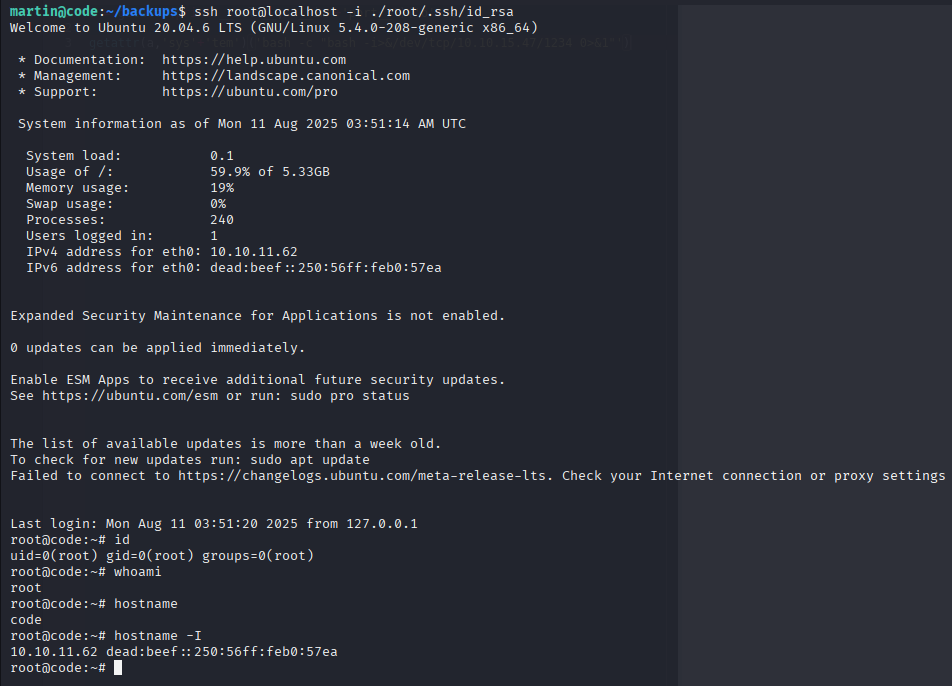 martin@code:~/backups$ ssh root@localhost -i ./root/.ssh/id_rsa
Welcome to Ubuntu 20.04.6 LTS (GNU/Linux 5.4.0-208-generic x86_64)
* Documentation:  https://help.ubuntu.com
* Management:     https://landscape.canonical.com
* Support:        https://ubuntu.com/pro
System information as of Mon 11 Aug 2025 03:51:14 AM UTC
System load:           0.1
Usage of /:            59.9% of 5.33GB
Memory usage:          19%
Swap usage:            0%
Processes:             240
Users logged in:       1
IPv4 address for eth0: 10.10.11.62
IPv6 address for eth0: dead:beef::250:56ff:feb0:57ea
Expanded Security Maintenance for Applications is not enabled.
0 updates can be applied immediately.
Enable ESM Apps to receive additional future security updates.
See https://ubuntu.com/esm or run: sudo pro status
The list of available updates is more than a week old.
To check for new updates run: sudo apt update
Failed to connect to https://changelogs.ubuntu.com/meta-release-lts. Check your Internet connection or proxy settings
Last login: Mon Aug 11 03:51:20 2025 from 127.0.0.1
root@code:~# id
uid=0(root) gid=0(root) groups=0(root)
root@code:~# whoami
root
root@code:~# hostname
code
root@code:~# hostname -I
10.10.11.62 dead:beef::250:56ff:feb0:57ea
root@code:~#